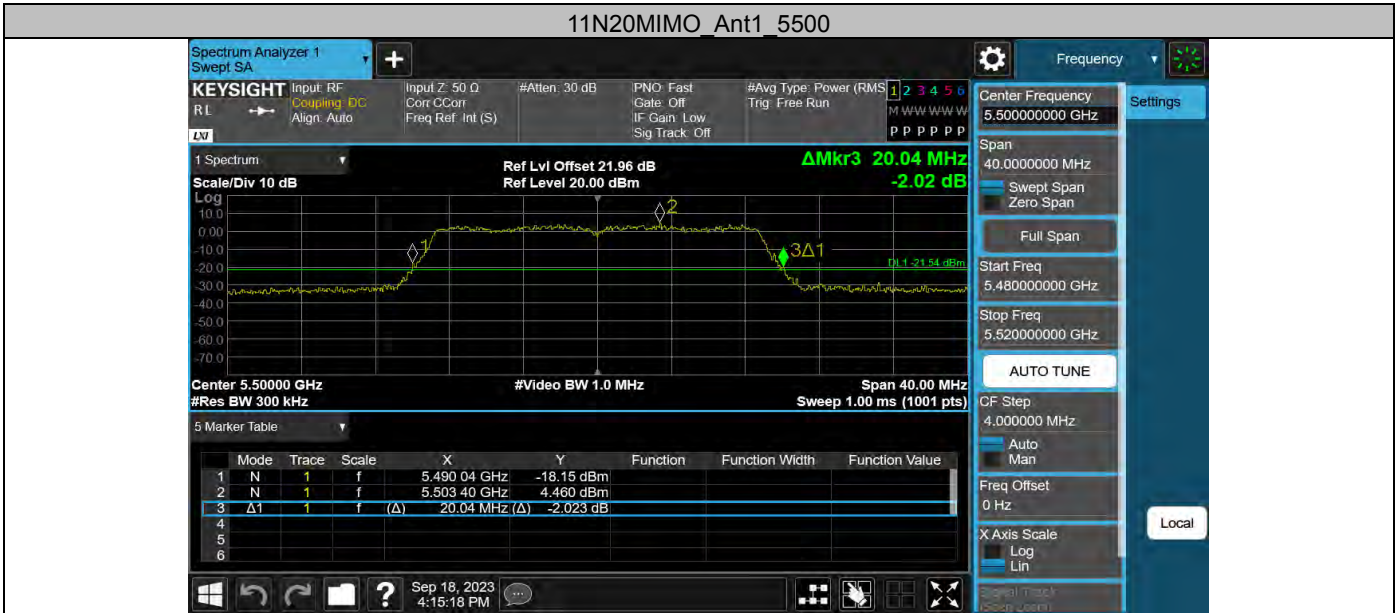 11N20MIMO_Ant1_5500
Spectrum Analyzer 1
Swept SA
Frequency
KEYSIGHT
R L
LXI
Input: RF
Coupling: DC
Align: Auto
Input Z: 50 Ω
Corr CCorr
Freq Ref: Int (S)
#Atten: 30 dB
PNO: Fast
Gate: Off
IF Gain: Low
Sig Track: Off
#Avg Type: Power (RMS
Trig: Free Run
1 2 3 4 5 6
M W W W W W
P P P P P P
1 Spectrum
Scale/Div 10 dB
Ref Lvl Offset 21.96 dB
Ref Level 20.00 dBm
ΔMkr3 20.04 MHz
-2.02 dB
Log
10.0
0.00
-10.0
-20.0
-30.0
-40.0
-50.0
-60.0
-70.0
1
2
3Δ1
DL1 -21.54 dBm
Center 5.50000 GHz
#Res BW 300 kHz
#Video BW 1.0 MHz
Span 40.00 MHz
Sweep 1.00 ms (1001 pts)
5 Marker Table
Mode Trace Scale X Y Function Function Width Function Value
1 N 1 f 5.490 04 GHz -18.15 dBm
2 N 1 f 5.503 40 GHz 4.460 dBm
3 Δ1 1 f (Δ) 20.04 MHz (Δ) -2.023 dB
4
5
6
Sep 18, 2023
4:15:18 PM
Center Frequency
5.500000000 GHz
Settings
Span
40.0000000 MHz
Swept Span
Zero Span
Full Span
Start Freq
5.480000000 GHz
Stop Freq
5.520000000 GHz
AUTO TUNE
CF Step
4.000000 MHz
Auto
Man
Freq Offset
0 Hz
X Axis Scale
Log
Lin
Local
Signal Track
(Span Zoom)